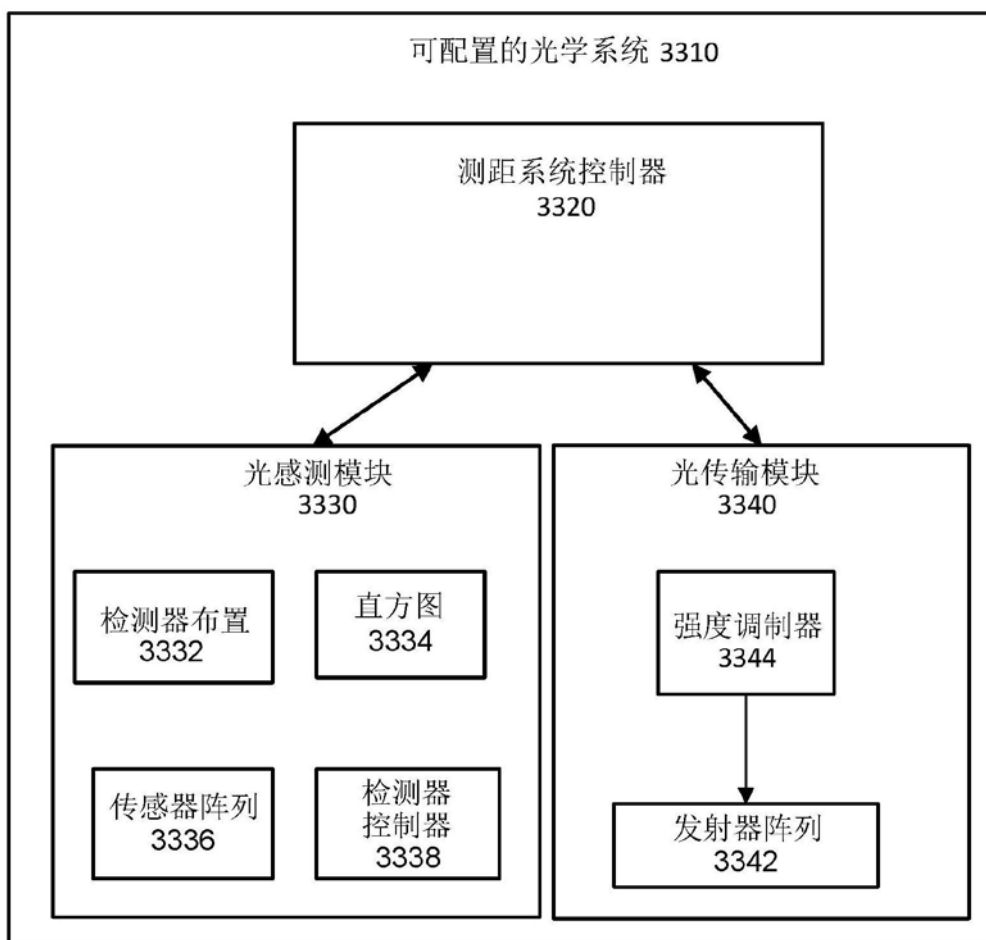 可配置的光学系统 3310
测距系统控制器
3320
光感测模块
3330
检测器布置
3332
直方图
3334
传感器阵列
3336
检测器
控制器
3338
光传输模块
3340
强度调制器
3344
发射器阵列
3342